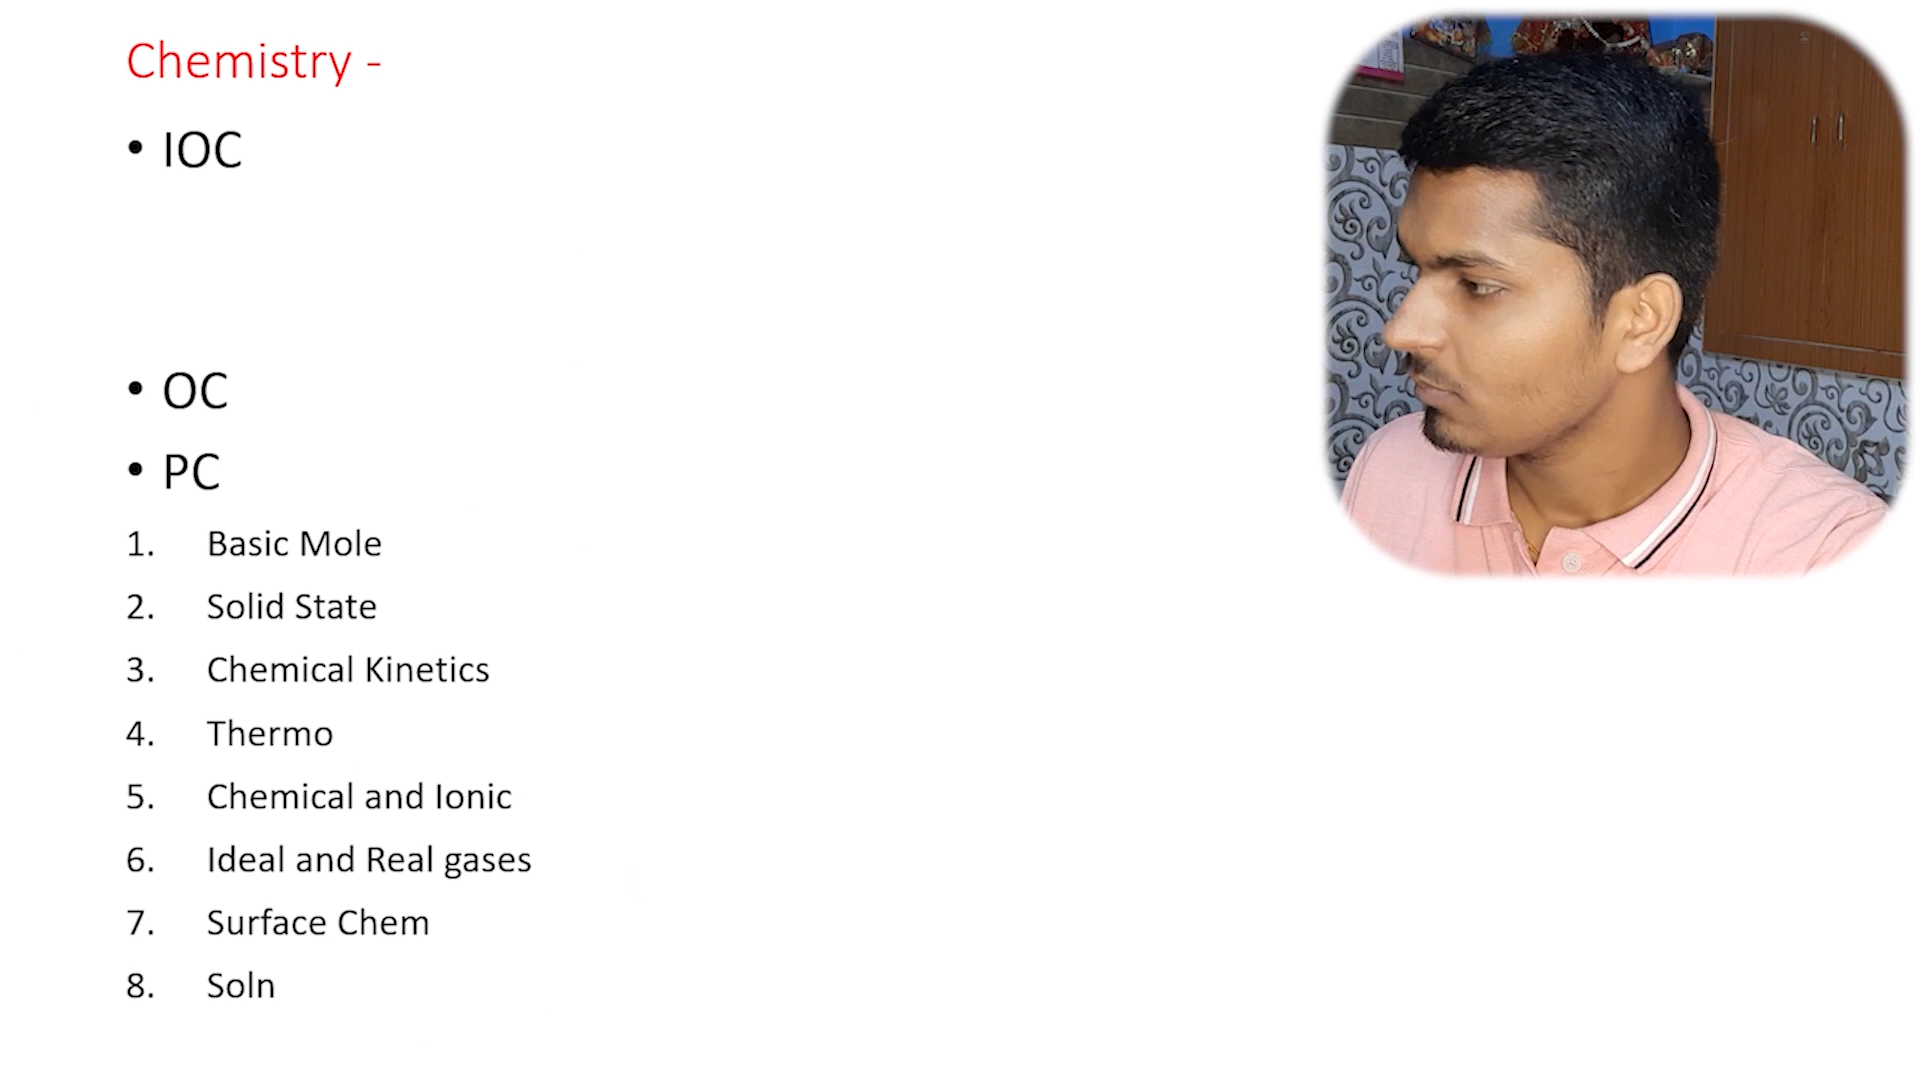 Chemistry -
• IOC
• OC
• PC
1. Basic Mole
2. Solid State
3. Chemical Kinetics
4. Thermo
5. Chemical and Ionic
6. Ideal and Real gases
7. Surface Chem
8. Soln